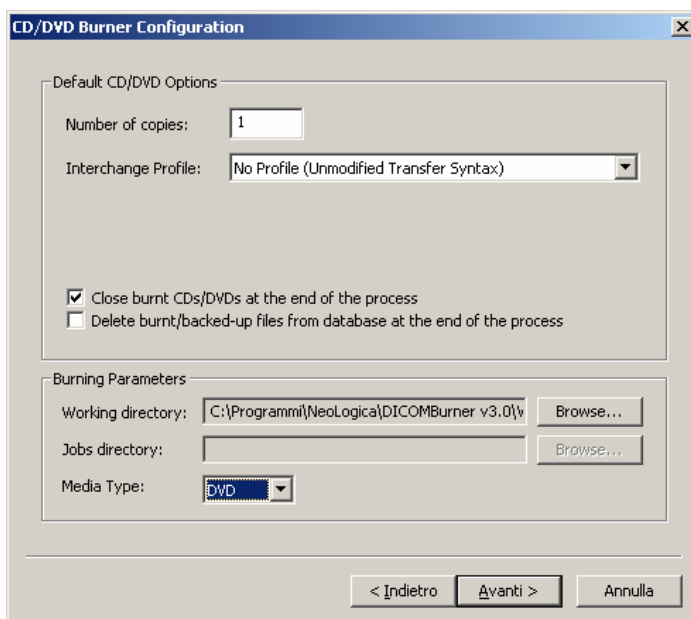 CD/DVD Burner Configuration
Default CD/DVD Options
Number of copies: 1
Interchange Profile: No Profile (Unmodified Transfer Syntax)
Close burnt CDs/DVDs at the end of the process
Delete burnt/backed-up files from database at the end of the process
Burning Parameters
Working directory: C:\Programmi\NeoLogica\DICOMBurner v3.0\ Browse...
Jobs directory: Browse...
Media Type: DVD
< Indietro Avanti > Annulla